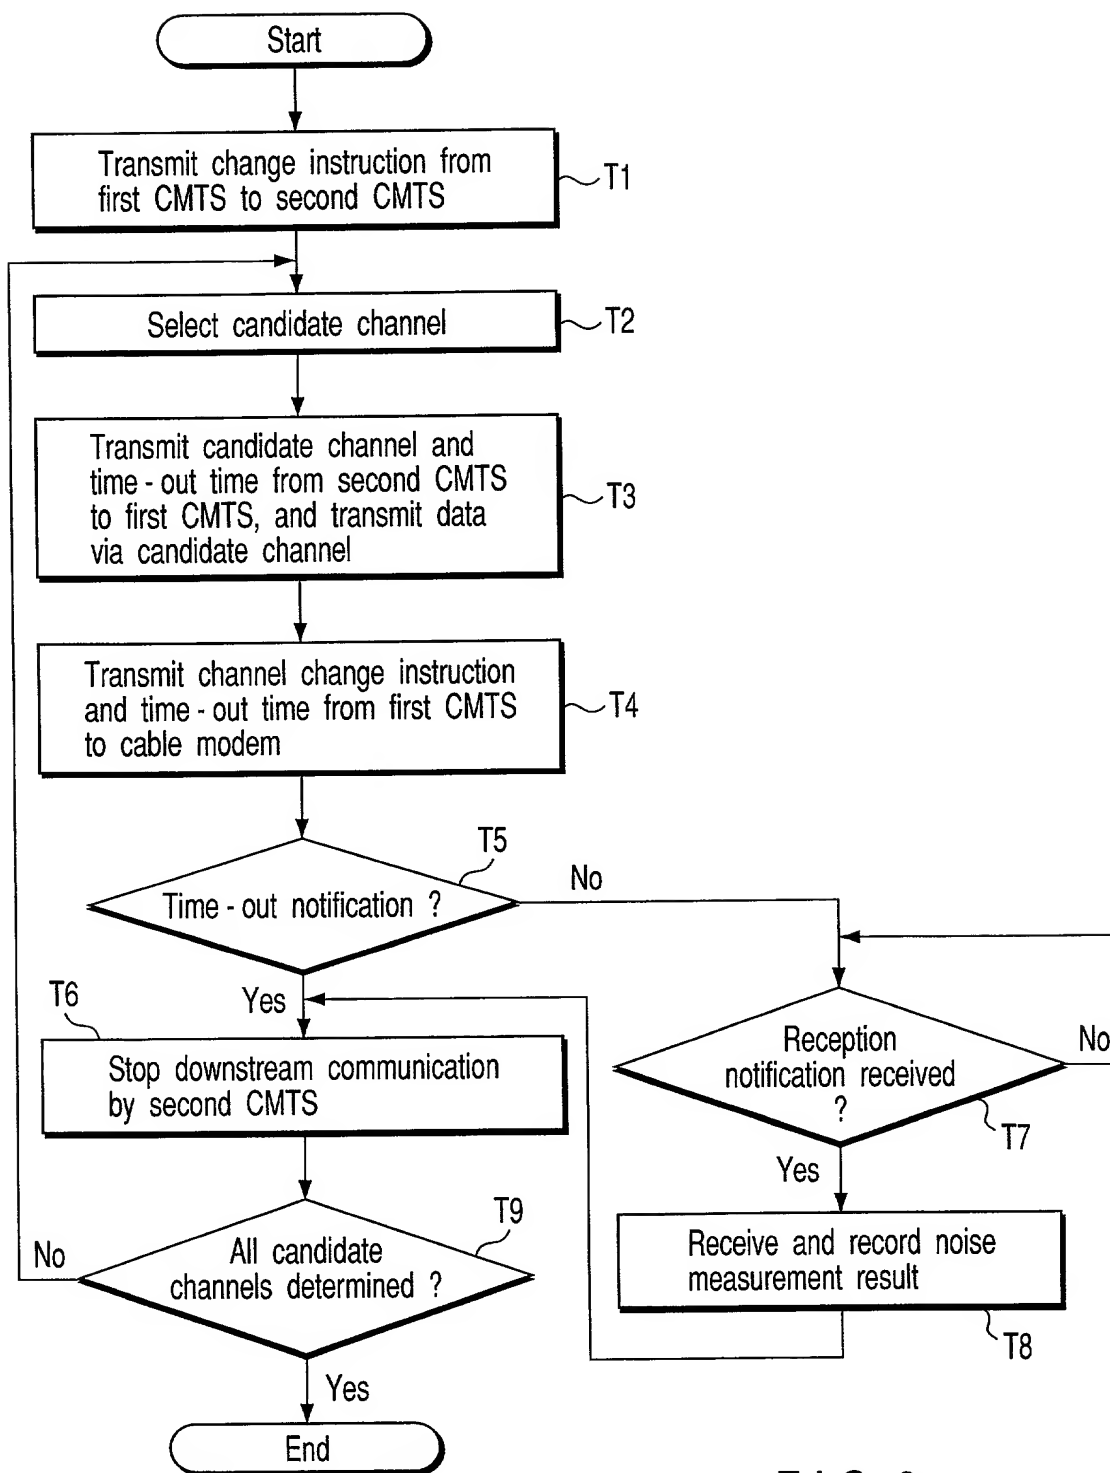 Start
Transmit change instruction from
first CMTS to second CMTS
T1
Select candidate channel
T2
Transmit candidate channel and
time - out time from second CMTS
to first CMTS, and transmit data
via candidate channel
T3
Transmit channel change instruction
and time - out time from first CMTS
to cable modem
T4
T5
Time - out notification ?
No
Yes
T6
Stop downstream communication
by second CMTS
Reception
notification received
?
No
T7
Yes
Receive and record noise
measurement result
T8
T9
All candidate
channels determined ?
No
Yes
End